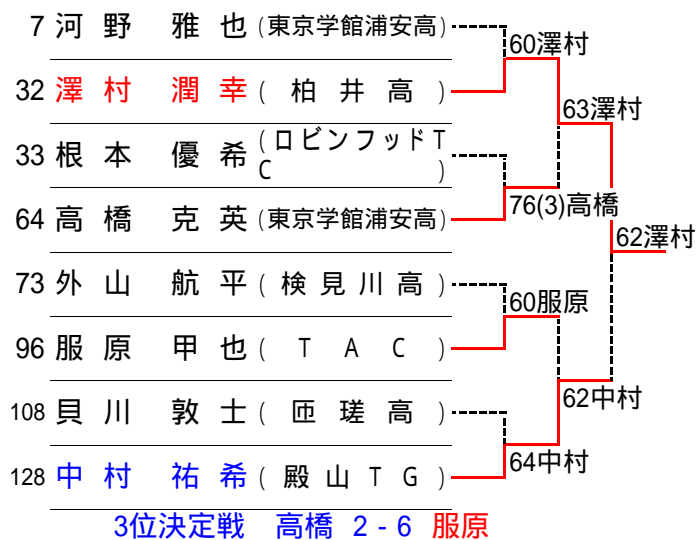 7 河野 雅也 (東京学館浦安高)
60澤村
32 澤村 潤幸 ( 柏井高 )
63澤村
33 根本 優希 (ロビンフッドTC )
76(3)高橋
64 高橋 克英 (東京学館浦安高)
62澤村
73 外山 航平 ( 検見川高 )
60服原
96 服原 甲也 ( TAC )
62中村
108 貝川 敦士 ( 匝瑳高 )
64中村
128 中村 祐希 ( 殿山TG )
3位決定戦 高橋 2 - 6 服原